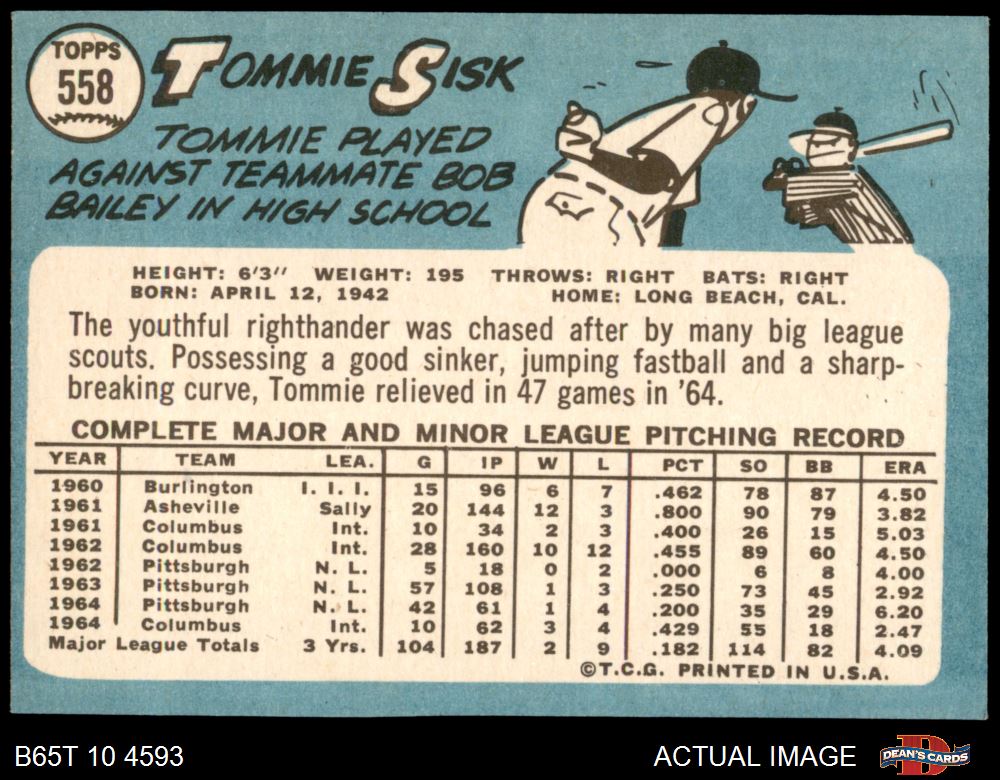 TOPPS
558
TOMMIE SISK
TOMMIE PLAYED
AGAINST TEAMMATE BOB
BAILEY IN HIGH SCHOOL
HEIGHT: 6'3" WEIGHT: 195 THROWS: RIGHT BATS: RIGHT
BORN: APRIL 12, 1942 HOME: LONG BEACH, CAL.
The youthful righthander was chased after by many big league
scouts. Possessing a good sinker, jumping fastball and a sharp-
breaking curve, Tommie relieved in 47 games in '64.
COMPLETE MAJOR AND MINOR LEAGUE PITCHING RECORD
YEAR TEAM LEA. G IP W L PCT SO BB ERA
1960 Burlington I. I. I. 15 96 6 7 .462 78 87 4.50
1961 Asheville Sally 20 144 12 3 .800 90 79 3.82
1961 Columbus Int. 10 34 2 3 .400 26 15 5.03
1962 Columbus Int. 28 160 10 12 .455 89 60 4.50
1962 Pittsburgh N. L. 5 18 0 2 .000 6 8 4.00
1963 Pittsburgh N. L. 57 108 1 3 .250 73 45 2.92
1964 Pittsburgh N. L. 42 61 1 4 .200 35 29 6.20
1964 Columbus Int. 10 62 3 4 .429 55 18 2.47
Major League Totals 3 Yrs. 104 187 2 9 .182 114 82 4.09
©T.C.G. PRINTED IN U.S.A.
B65T 10 4593 ACTUAL IMAGE DEAN'S CARDS